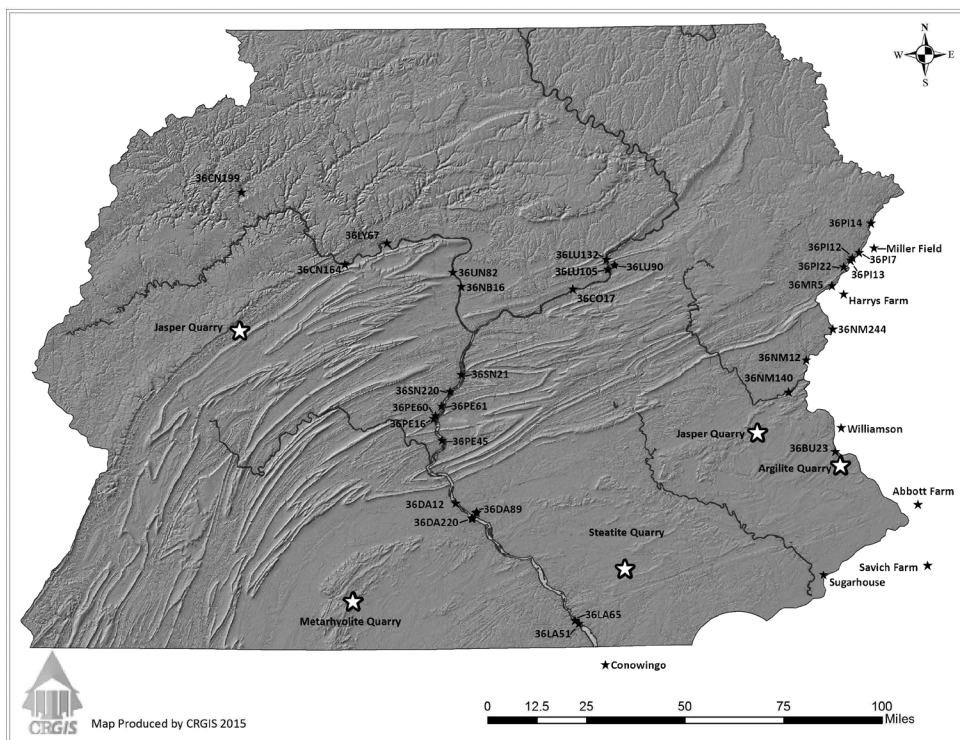 N
W E
S
36CN199
36PI14
36LY67
36PI12
Miller Field
36LU132
36PI7
36CN164
36LU90
36PI22
36PI13
36LU105
36UN82
36MR5
36NB16
36CO17
Harrys Farm
Jasper Quarry
36NM244
36NM12
36SN21
36NM140
36SN220
36PE61
36PE60
36PE16
Williamson
Jasper Quarry
36PE45
36BU23
Argilite Quarry
Abbott Farm
36DA12
36DA89
36DA220
Steatite Quarry
Savich Farm
Sugarhouse
36LA65
Metarhyolite Quarry
36LA51
Conowingo
CRGIS
Map Produced by CRGIS 2015
0 12.5 25 50 75 100
Miles